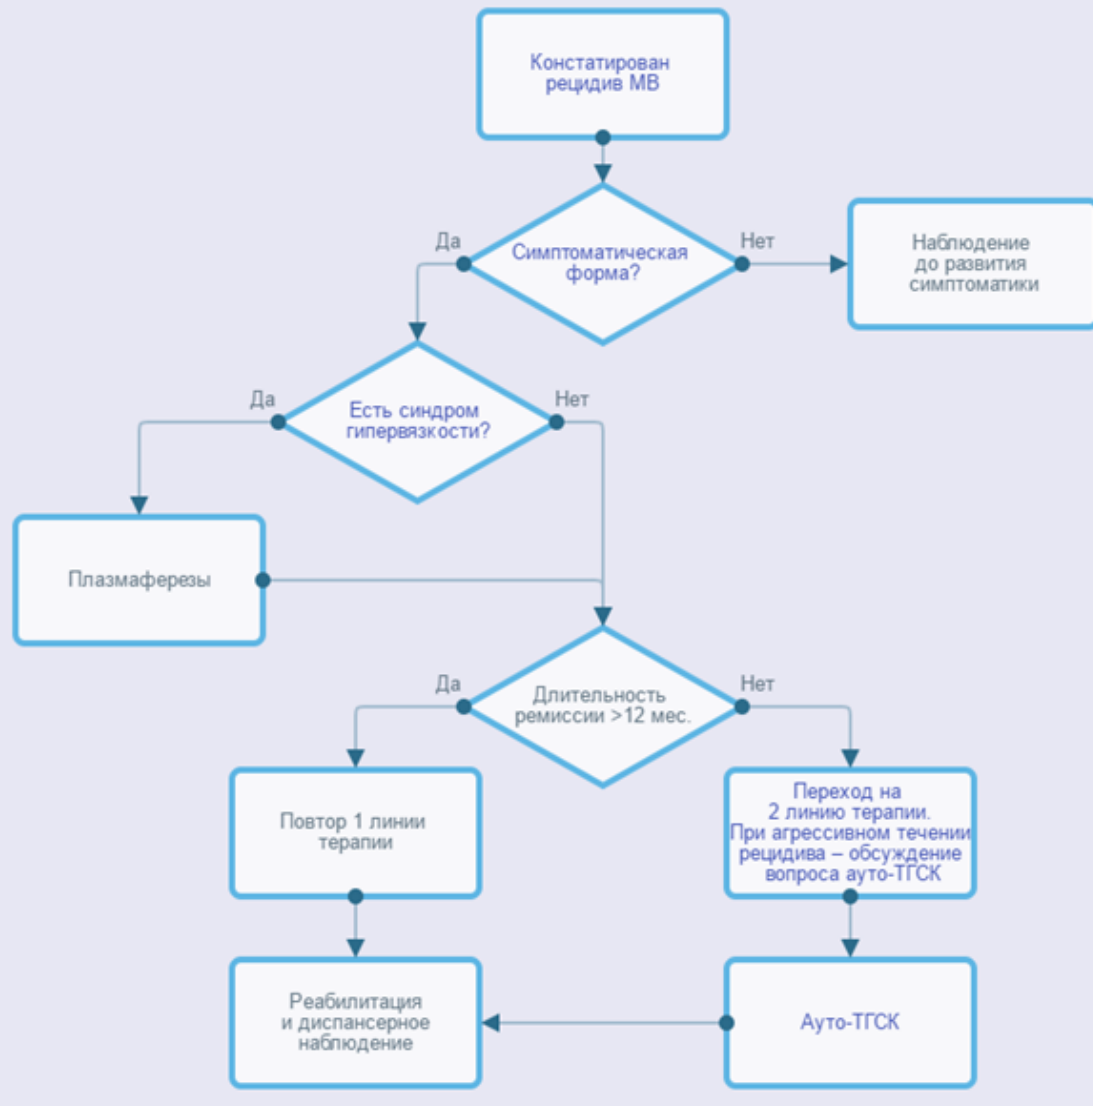 Констатирован
рецидив МВ
Да
Симптоматическая
форма?
Нет
Наблюдение
до развития
симптоматики
Да
Есть синдром
гипервязкости?
Нет
Плазмаферезы
Да
Длительность
ремиссии >12 мес.
Нет
Повтор 1 линии
терапии
Переход на
2 линию терапии.
При агрессивном течении
рецидива – обсуждение
вопроса ауто-ТГСК
Реабилитация
и диспансерное
наблюдение
Ауто-ТГСК